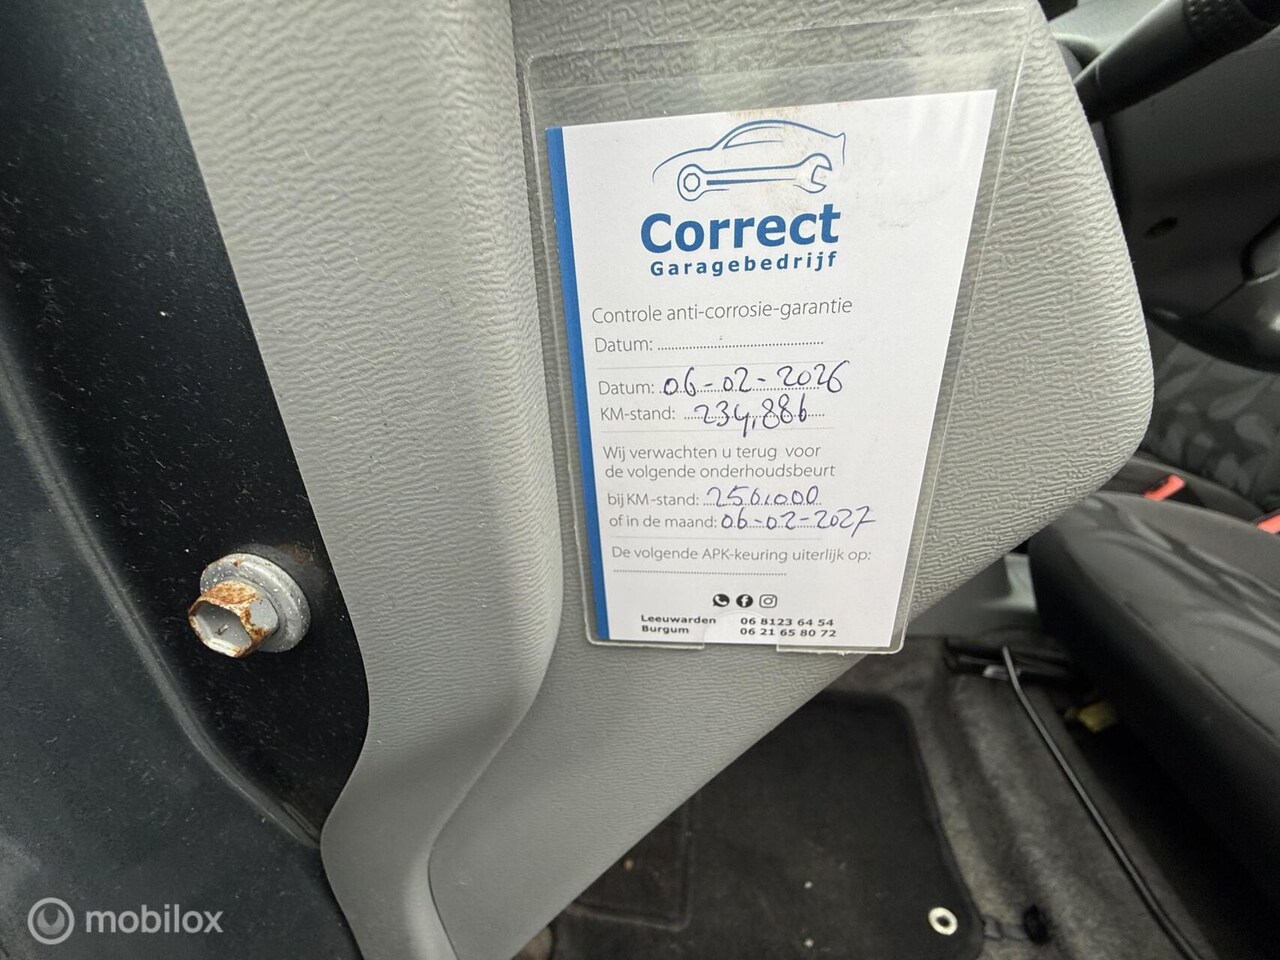 Correct
Garagebedrijf
Controle anti-corrosie-garantie
Datum: ....................
Datum: 06-02-2026
KM-stand: 234,886
Wij verwachten u terug voor
de volgende onderhoudsbeurt
bij KM-stand: 250.000
of in de maand: 06-02-2027
De volgende APK-keuring uiterlijk op:
Leeuwarden 06 8123 64 54
Burgum 06 21 65 80 72
mobilox